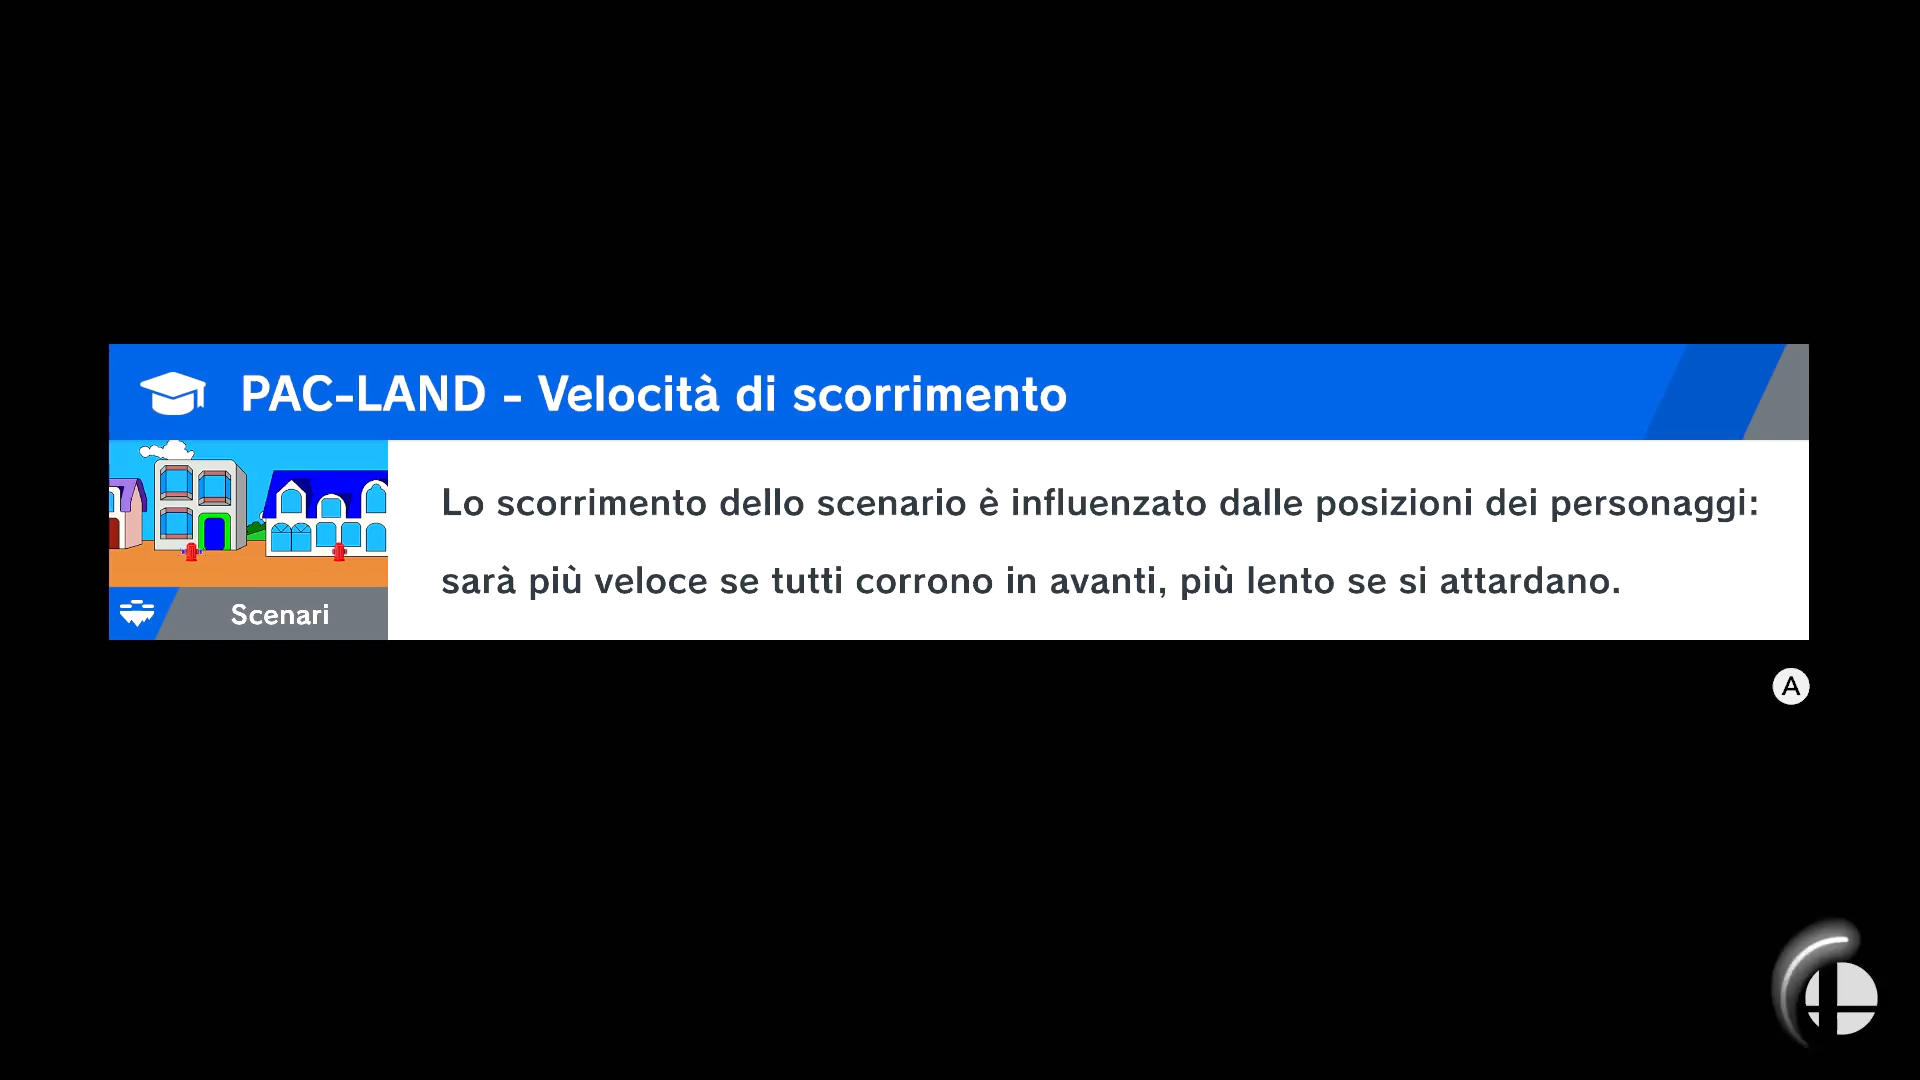 PAC-LAND - Velocità di scorrimento
Lo scorrimento dello scenario è influenzato dalle posizioni dei personaggi:
sarà più veloce se tutti corrono in avanti, più lento se si attardano.
Scenari
A